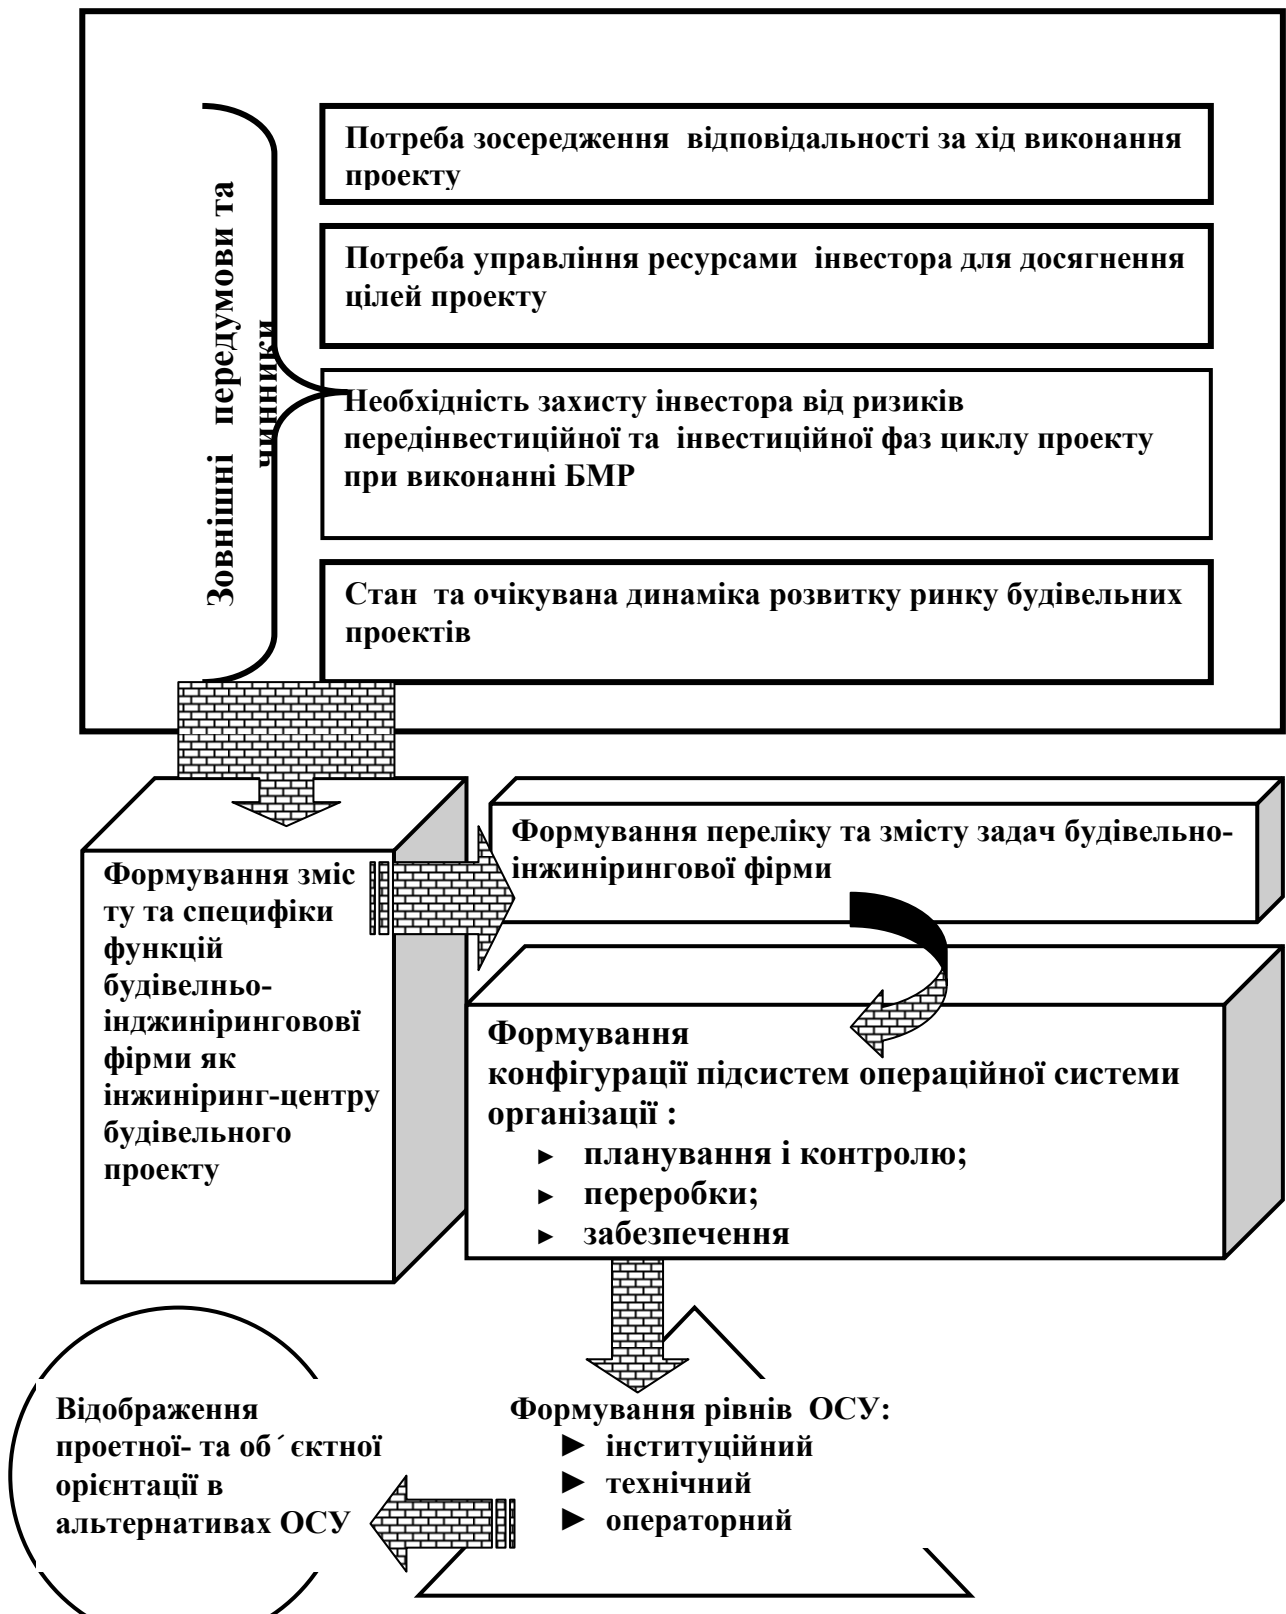 Зовнішні передумови та
чинники
Потреба зосередження відповідальності за хід виконання
проекту
Потреба управління ресурсами інвестора для досягнення
цілей проекту
Необхідність захисту інвестора від ризиків
передінвестиційної та інвестиційної фаз циклу проекту
при виконанні БМР
Стан та очікувана динаміка розвитку ринку будівельних
проектів
Формування зміс
ту та специфіки
функцій
будівелньо-
інджинірингововї
фірми як
інжиніринг-центру
будівельного
проекту
Формування переліку та змісту задач будівельно-
інжинірингової фірми
Формування
конфігурації підсистем операційної системи
організації :
► планування і контролю;
► переробки;
► забезпечення
Формування рівнів ОСУ:
► інституційний
► технічний
► операторний
Відображення
проетної- та об´єктної
орієнтації в
альтернативах ОСУ